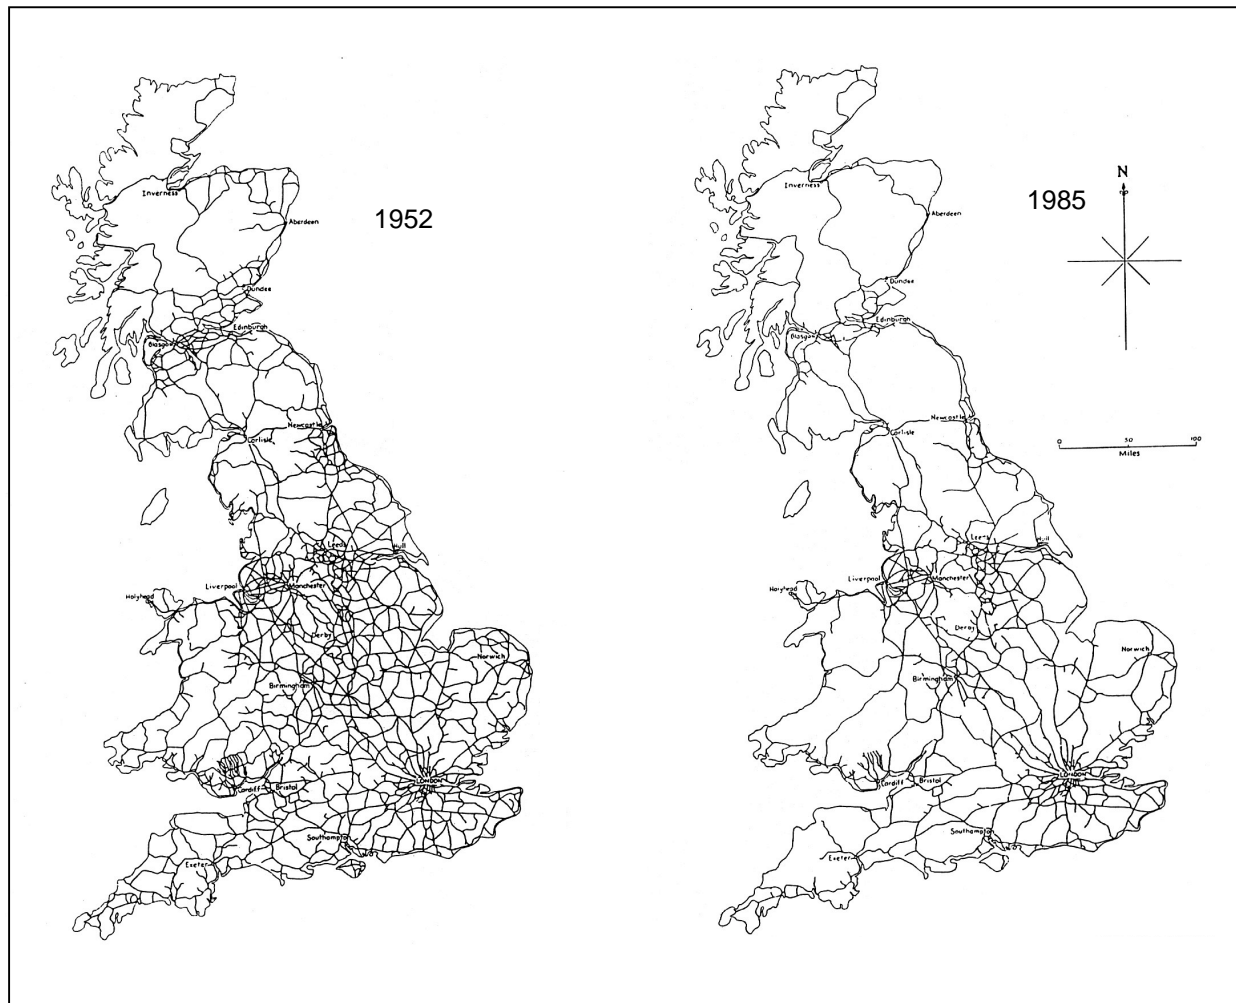 Inverness
1952
Aberdeen
Dundee
Edinburgh
Glasgow
Newcastle
Carlisle
Leeds
Hull
Liverpool
Manchester
Holyhead
Derby
Norwich
Birmingham
LONDON
Cardiff
Bristol
Southampton
Exeter
Inverness
1985
N
Aberdeen
Dundee
Edinburgh
Glasgow
Newcastle
Carlisle
0 50 100
Miles
Leeds
Hull
Liverpool
Manchester
Holyhead
Derby
Norwich
Birmingham
LONDON
Cardiff
Bristol
Southampton
Exeter